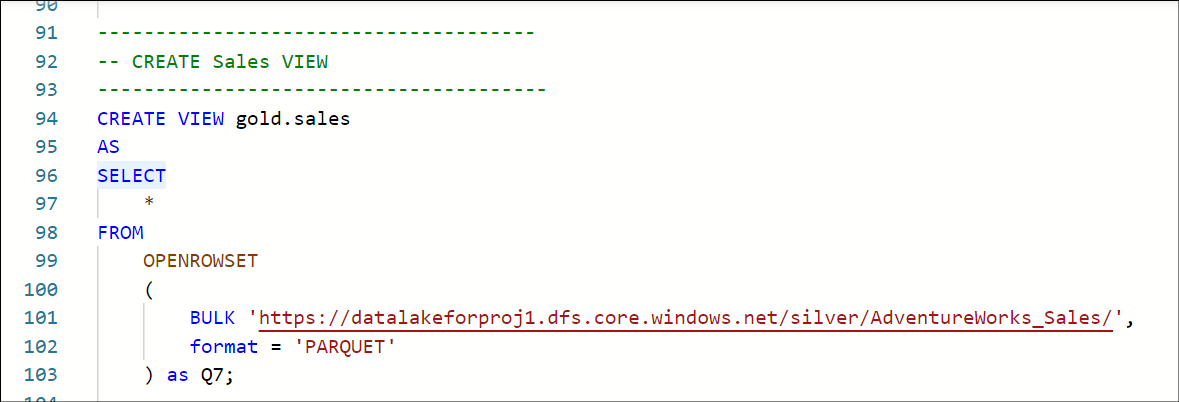 90
91 --------------------------------------
92 -- CREATE Sales VIEW
93 ---------------------------------------
94 CREATE VIEW gold.sales
95 AS
96 SELECT
97 *
98 FROM
99 OPENROWSET
100 (
101 BULK 'https://datalakeforproj1.dfs.core.windows.net/silver/AdventureWorks_Sales/',
102 format = 'PARQUET'
103 ) as Q7;
104